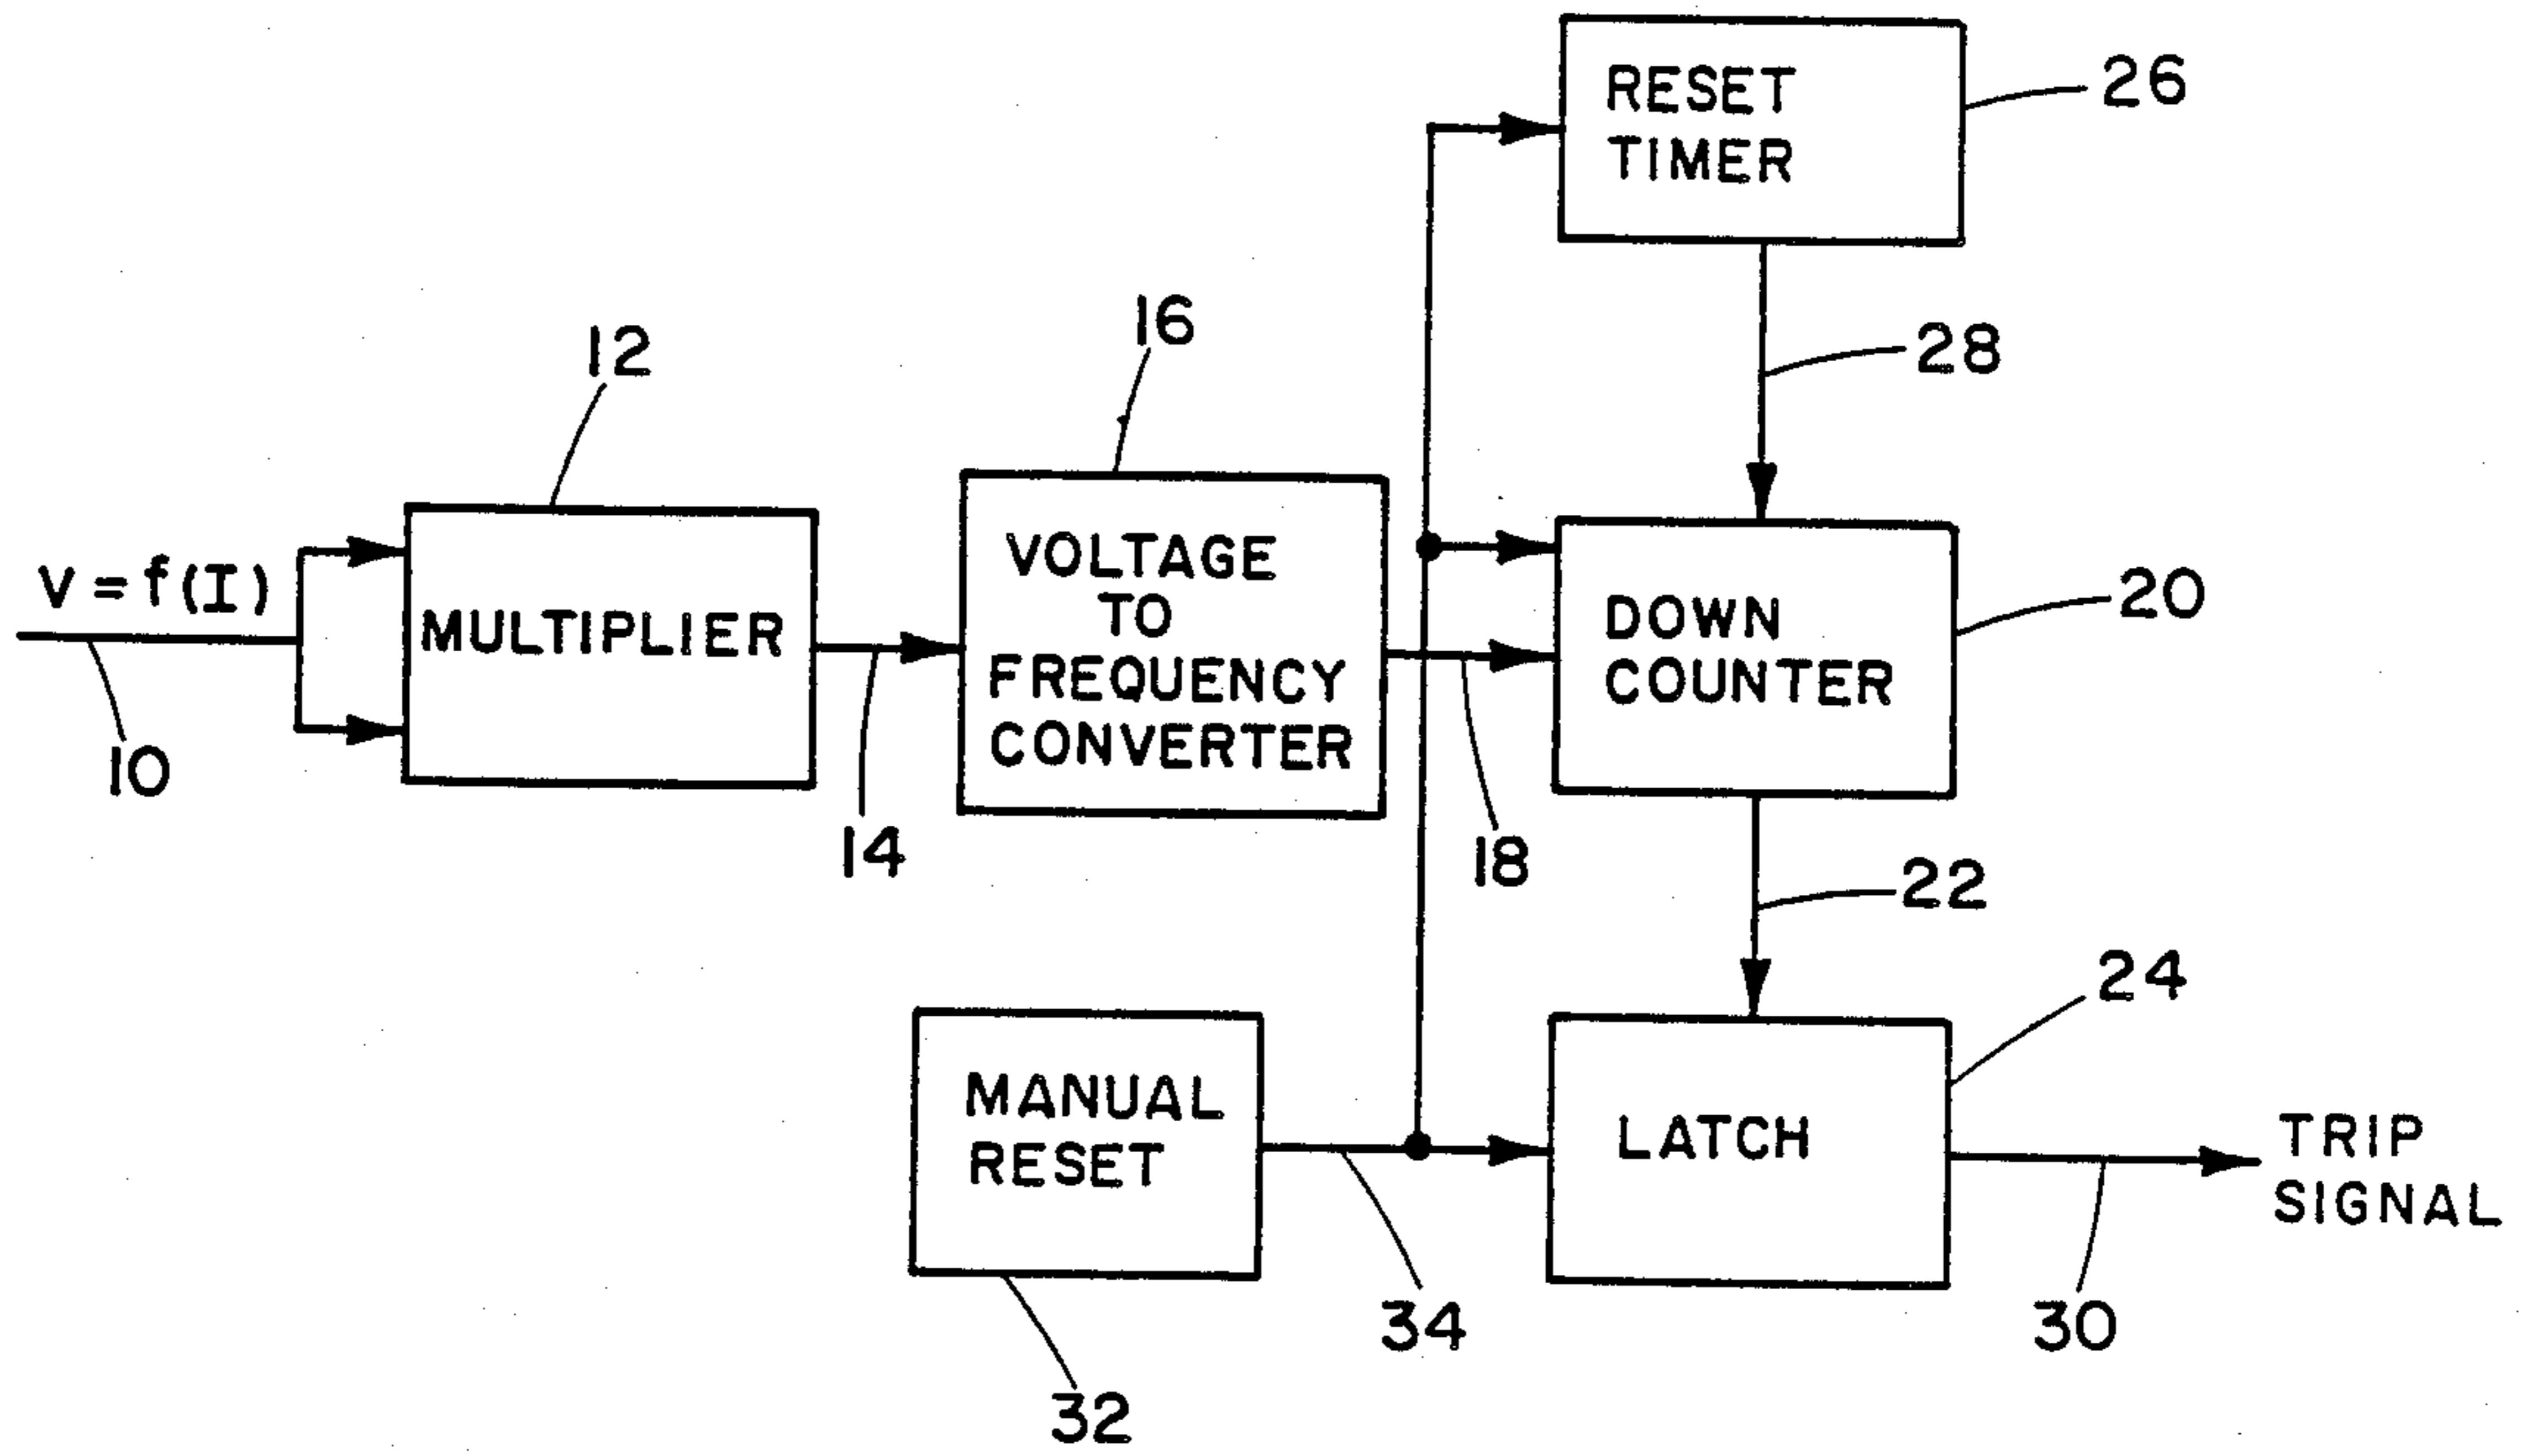 RESET
TIMER
26
28
16
12
V = f(I)
10
MULTIPLIER
14
VOLTAGE
TO
FREQUENCY
CONVERTER
18
DOWN
COUNTER
20
22
24
MANUAL
RESET
32
34
LATCH
30
TRIP
SIGNAL